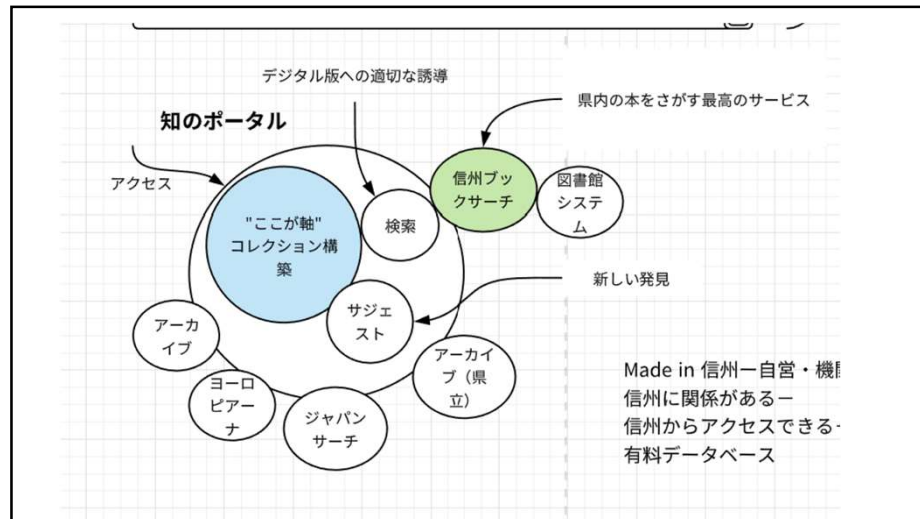 デジタル版への適切な誘導
県内の本をさがす最高のサービス
知のポータル
アクセス
"ここが軸"
コレクション構
築
検索
信州ブッ
クサーチ
図書館
システ
ム
サジェ
スト
新しい発見
アーカ
イブ
ヨーロ
ピアー
ナ
ジャパン
サーチ
アーカイ
ブ（県
立）
Made in 信州ー自営・機
信州に関係があるー
信州からアクセスできる
有料データベース